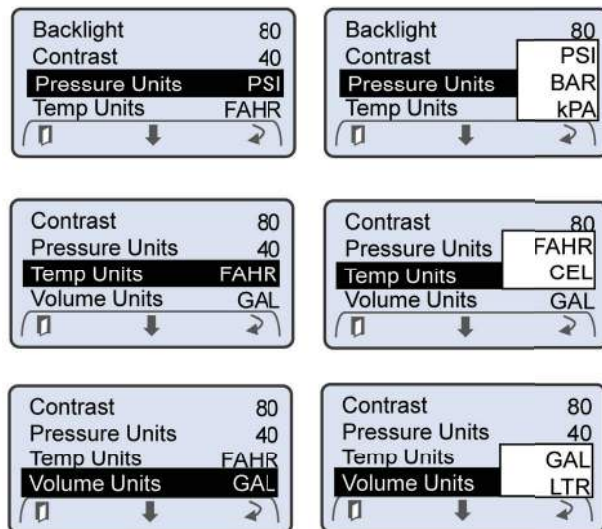 Backlight 80
Contrast 40
Pressure Units PSI
Temp Units FAHR
Backlight 80
Contrast PSI
Pressure Units BAR
Temp Units kPA
Contrast 80
Pressure Units 40
Temp Units FAHR
Volume Units GAL
Contrast 80
Pressure Units FAHR
Temp Units CEL
Volume Units GAL
Contrast 80
Pressure Units 40
Temp Units FAHR
Volume Units GAL
Contrast 80
Pressure Units 40
Temp Units GAL
Volume Units LTR